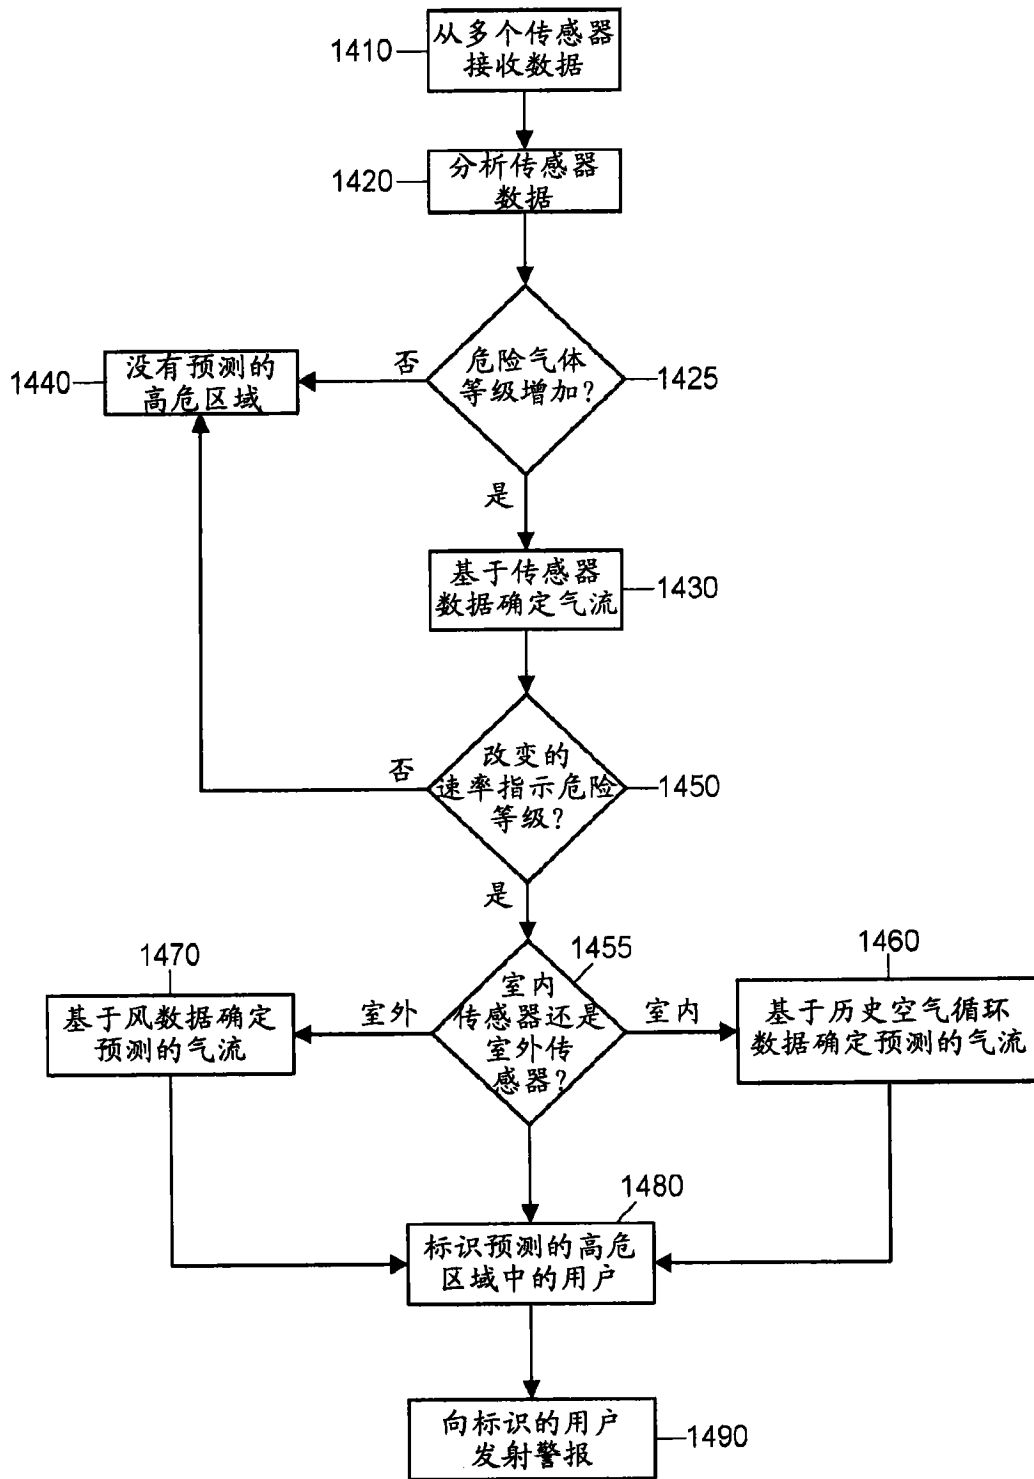 1410
从多个传感器
接收数据
1420
分析传感器
数据
1440
没有预测的
高危区域
否
危险气体
等级增加?
1425
是
基于传感器
数据确定气流
1430
否
改变的
速率指示危险
等级?
1450
是
1470
基于风数据确定
预测的气流
室外
1455
室内
传感器还是
室外传
感器?
室内
1460
基于历史空气循环
数据确定预测的气流
1480
标识预测的高危
区域中的用户
向标识的用户
发射警报
1490